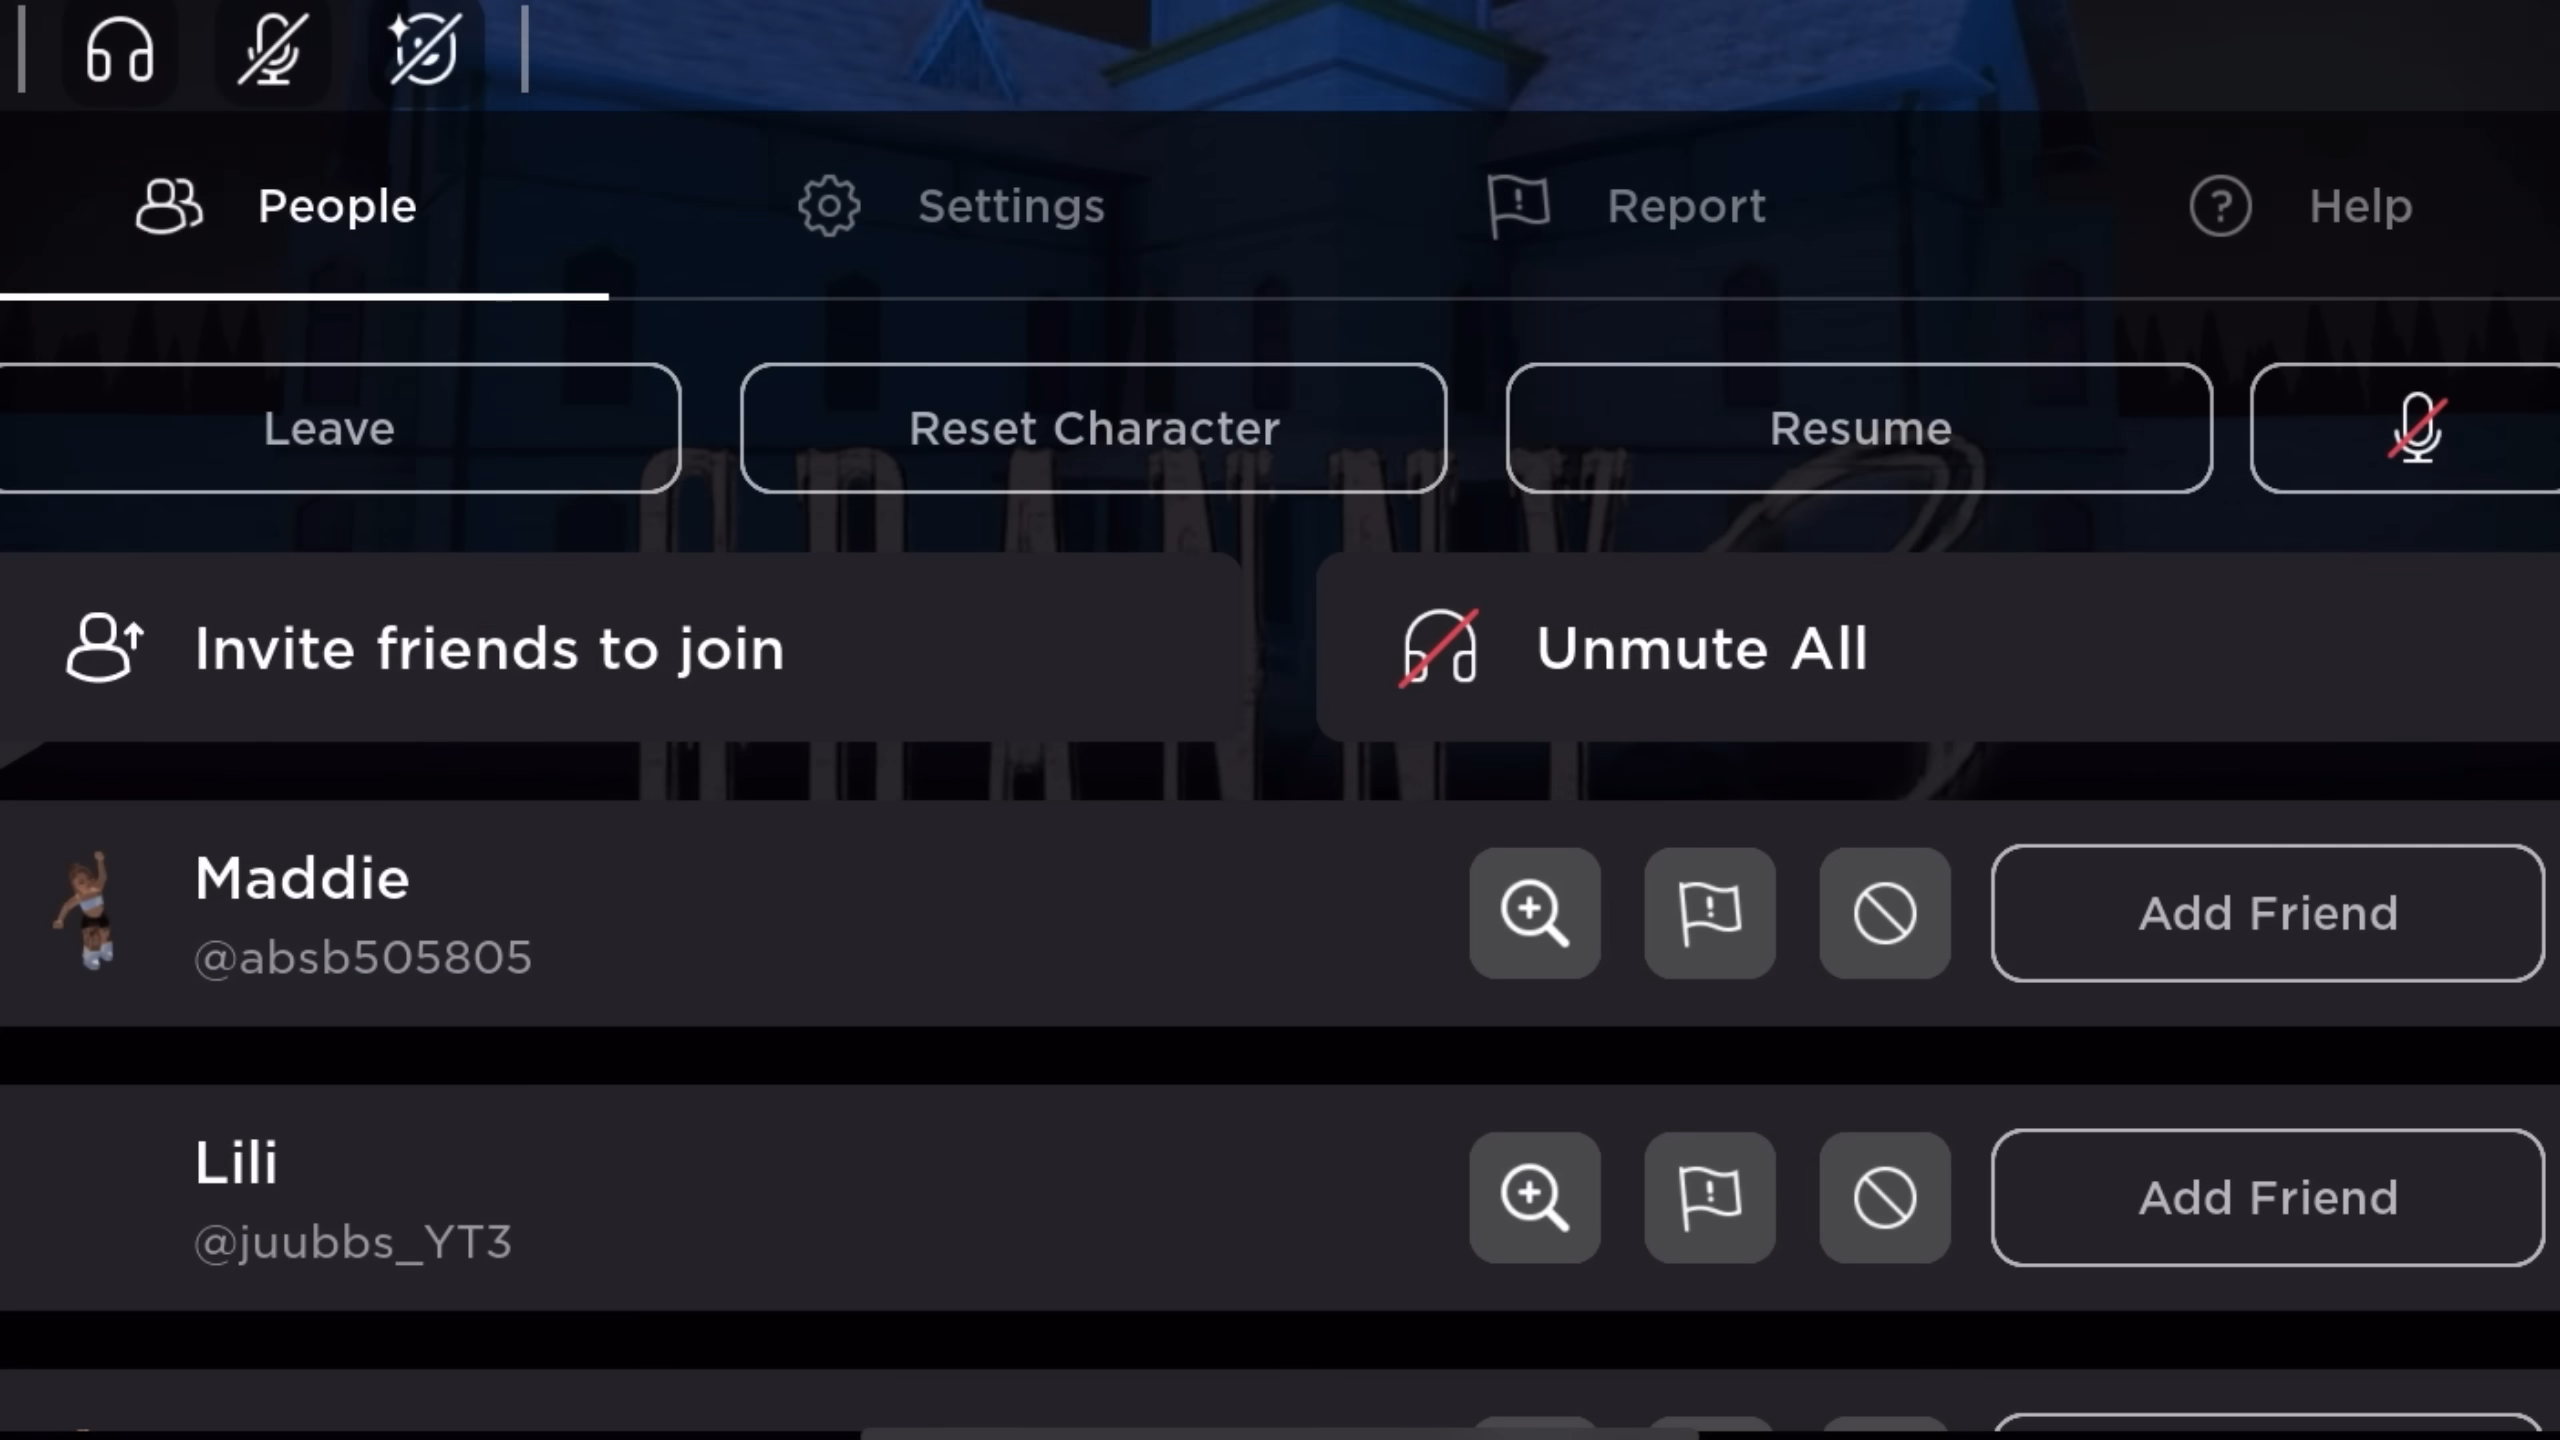 People
Settings
Report
Help
Leave
Reset Character
Resume
Invite friends to join
Unmute All
GRANNY
Maddie
@absb505805
Add Friend
Lili
@juubbs_YT3
Add Friend